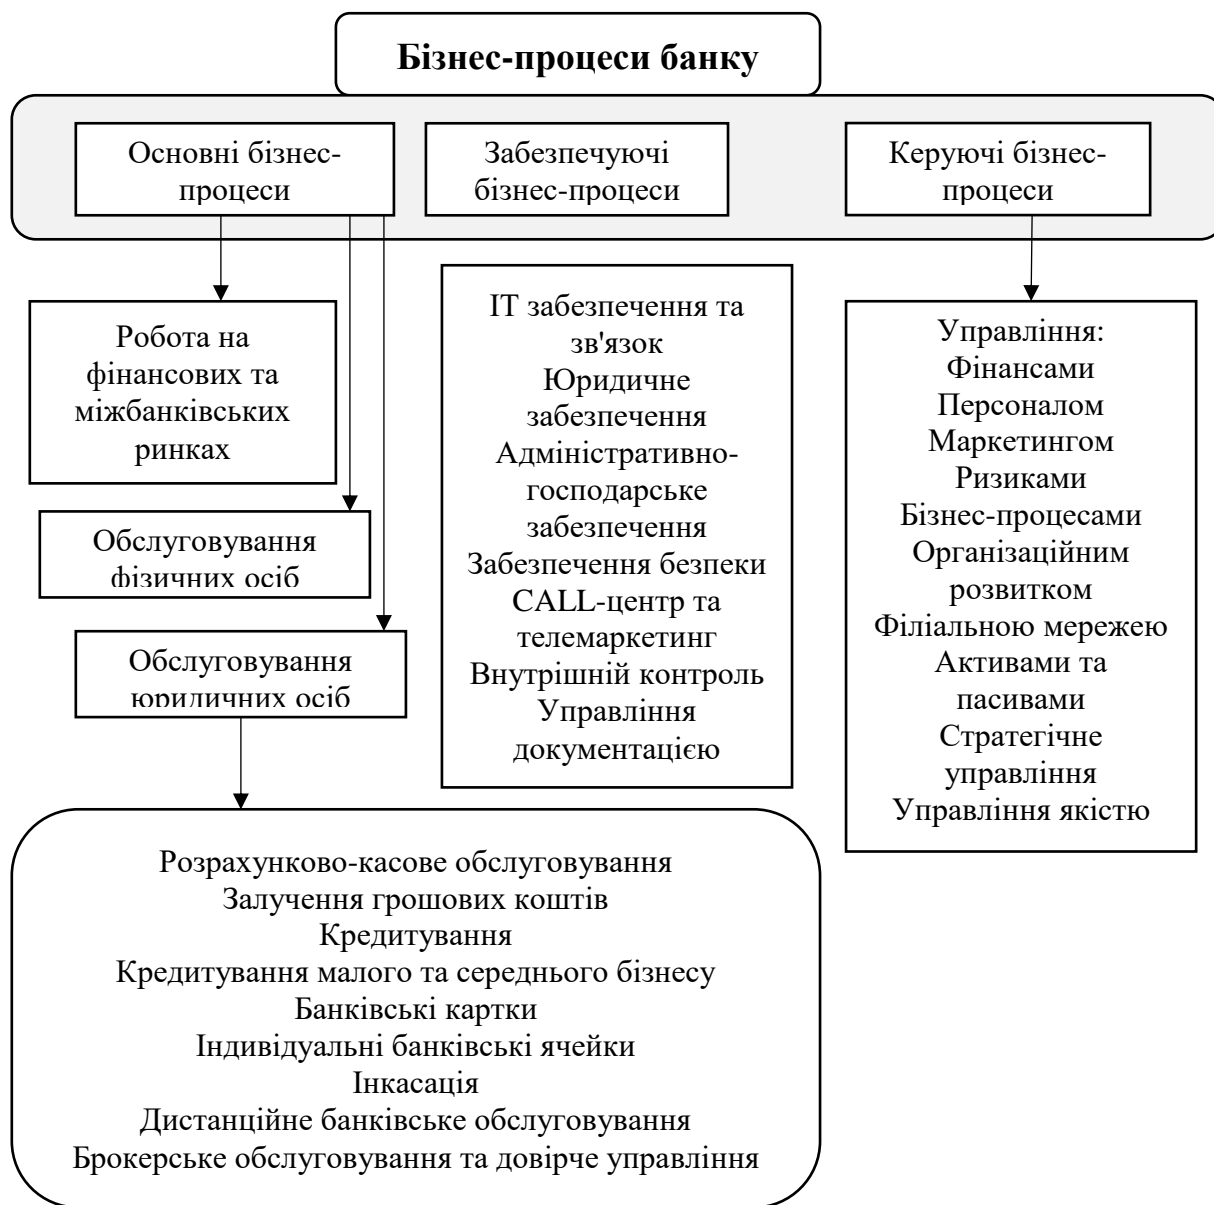 Бізнес-процеси банку
Основні бізнес-
процеси
Забезпечуючі
бізнес-процеси
Керуючі бізнес-
процеси
Робота на
фінансових та
міжбанківських
ринках
Обслуговування
фізичних осіб
Обслуговування
юридичних осіб
ІТ забезпечення та
зв'язок
Юридичне
забезпечення
Адміністративно-
господарське
забезпечення
Забезпечення безпеки
CALL-центр та
телемаркетинг
Внутрішній контроль
Управління
документацією
Управління:
Фінансами
Персоналом
Маркетингом
Ризиками
Бізнес-процесами
Організаційним
розвитком
Філіальною мережею
Активами та
пасивами
Стратегічне
управління
Управління якістю
Розрахунково-касове обслуговування
Залучення грошових коштів
Кредитування
Кредитування малого та середнього бізнесу
Банківські картки
Індивідуальні банківські ячейки
Інкасація
Дистанційне банківське обслуговування
Брокерське обслуговування та довірче управління